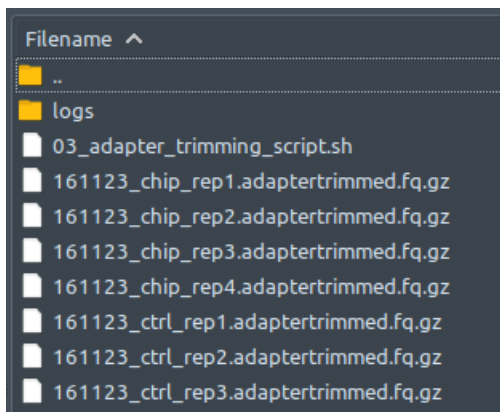 Filename
..
logs
03_adapter_trimming_script.sh
161123_chip_rep1.adaptertrimmed.fq.gz
161123_chip_rep2.adaptertrimmed.fq.gz
161123_chip_rep3.adaptertrimmed.fq.gz
161123_chip_rep4.adaptertrimmed.fq.gz
161123_ctrl_rep1.adaptertrimmed.fq.gz
161123_ctrl_rep2.adaptertrimmed.fq.gz
161123_ctrl_rep3.adaptertrimmed.fq.gz